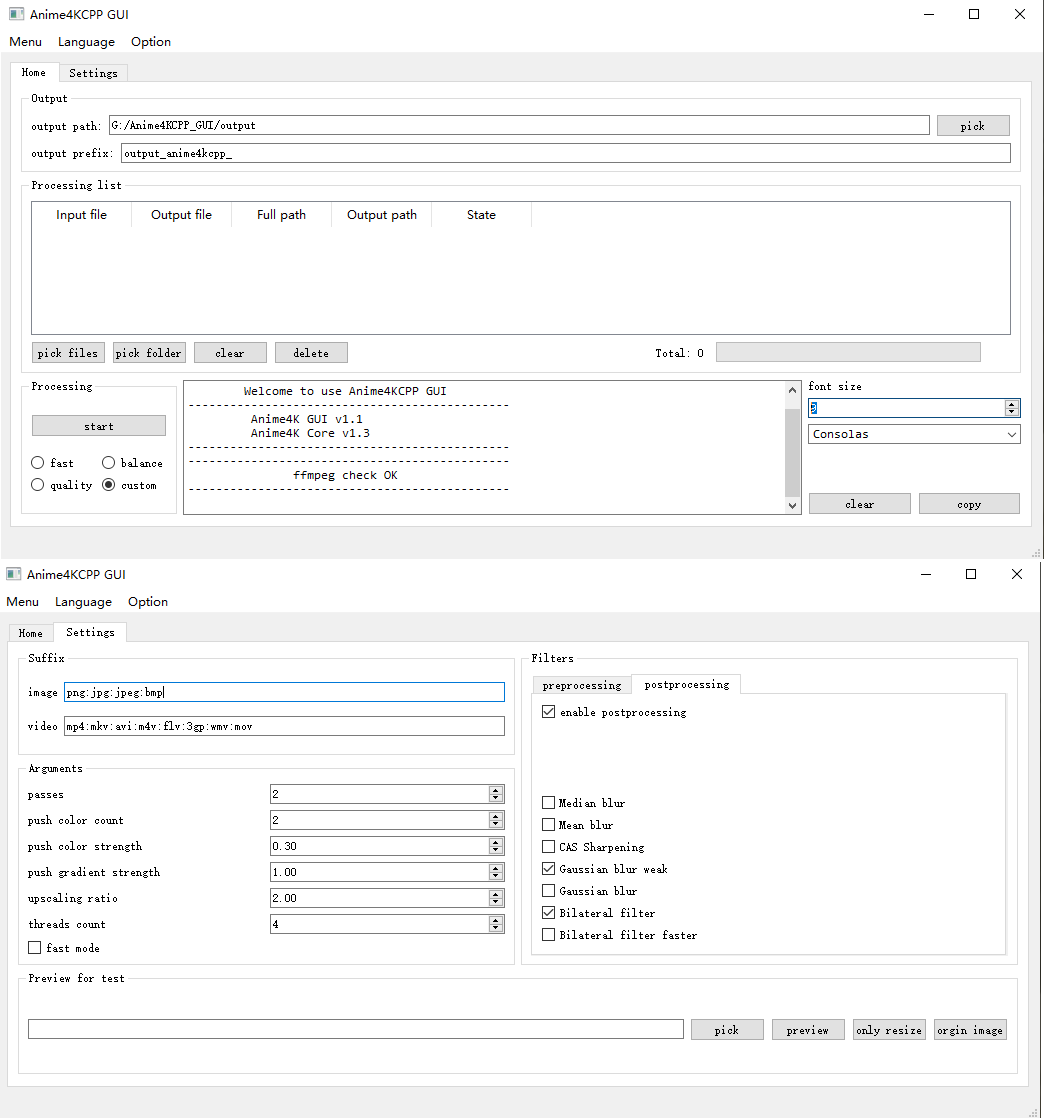 Anime4KCPP GUI
Menu Language Option
Home Settings
Output
output path: G:/Anime4KCPP_GUI/output pick
output prefix: output_anime4kcpp_
Processing list
Input file Output file Full path Output path State
pick files pick folder clear delete Total: 0
Processing
start
fast balance
quality custom
Welcome to use Anime4KCPP GUI
----------------------------------------------
Anime4K GUI v1.1
Anime4K Core v1.3
----------------------------------------------
----------------------------------------------
ffmpeg check OK
----------------------------------------------
font size
9
Consolas
clear copy
Anime4KCPP GUI
Menu Language Option
Home Settings
Suffix
image png:jpg:jpeg:bmp
video mp4:mkv:avi:m4v:flv:3gp:wmv:mov
Arguments
passes 2
push color count 2
push color strength 0.30
push gradient strength 1.00
upscaling ratio 2.00
threads count 4
fast mode
Filters
preprocessing postprocessing
enable postprocessing
Median blur
Mean blur
CAS Sharpening
Gaussian blur weak
Gaussian blur
Bilateral filter
Bilateral filter faster
Preview for test
pick preview only resize orgin image